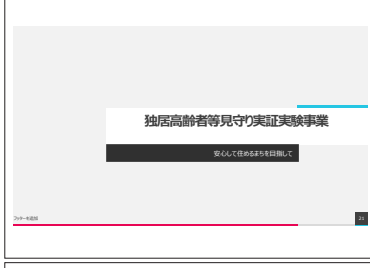 独居高齢者等見守り実証実験事業
安心して住めるまちを目指して
フッターを追加
21